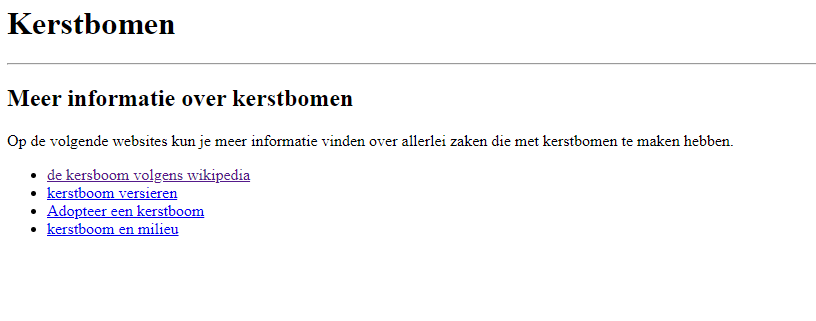 Kerstbomen
Meer informatie over kerstbomen
Op de volgende websites kun je meer informatie vinden over allerlei zaken die met kerstbomen te maken hebben.
de kersboom volgens wikipedia
kerstboom versieren
Adopteer een kerstboom
kerstboom en milieu